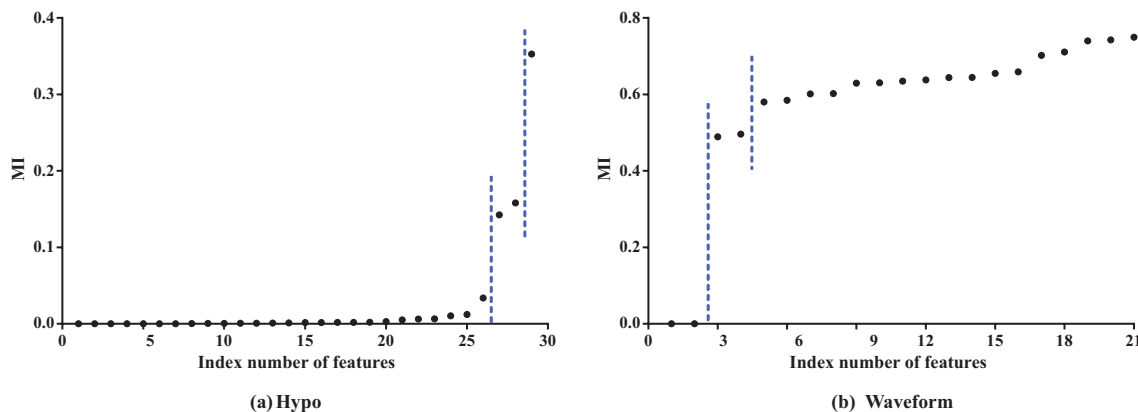 0.4
0.3
0.2
0.1
0.0
MI
0 5 10 15 20 25 30
Index number of features
(a) Hypo
0.8
0.6
0.4
0.2
0.0
MI
0 3 6 9 12 15 18 21
Index number of features
(b) Waveform